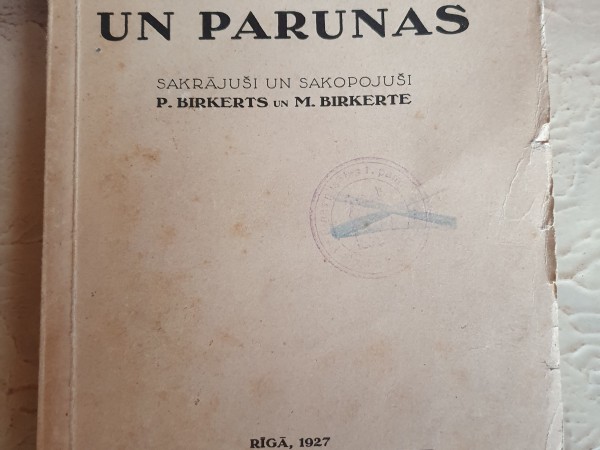 UN PARUNAS
SAKRĀJUŠI UN SAKOPOJUŠI
P. BIRKERTS UN M. BIRKERTE
RĪGĀ, 1927